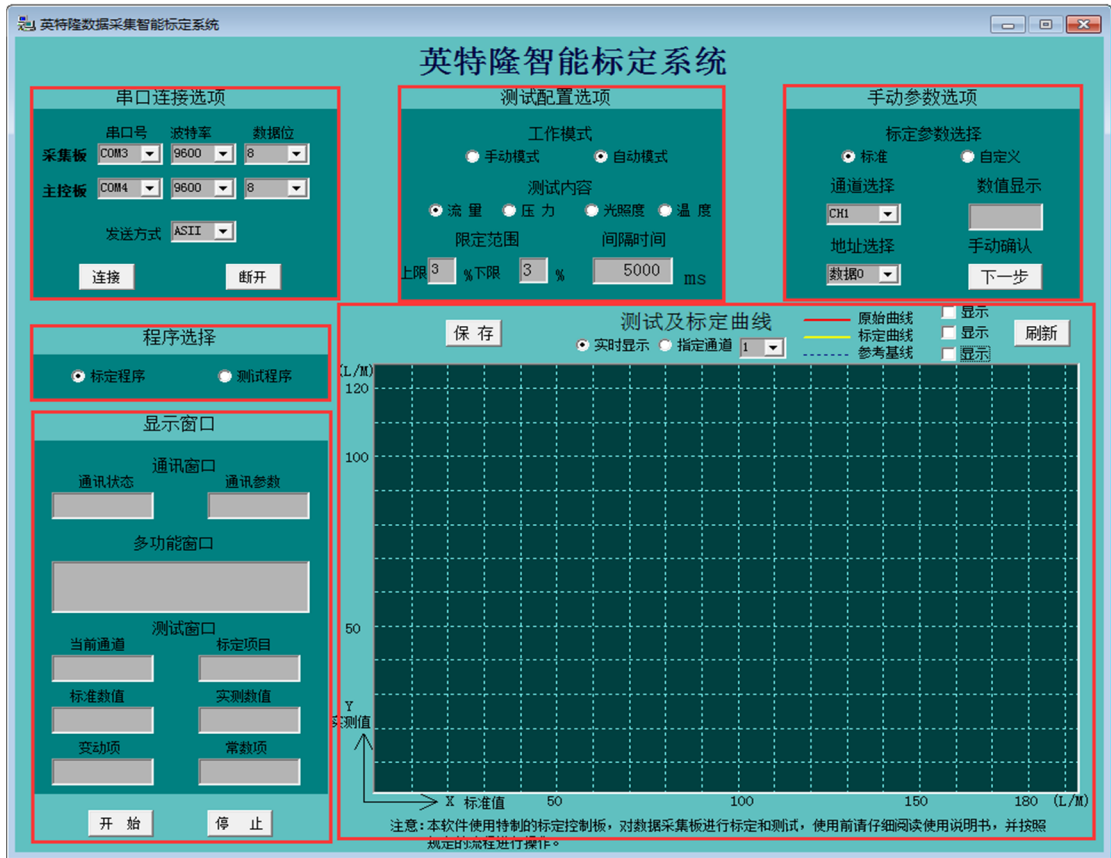 英特隆数据采集智能标定系统
英特隆智能标定系统
串口连接选项
串口号 波特率 数据位
采集板 COM3 9600 8
主控板 COM4 9600 8
发送方式 ASII
连接 断开
测试配置选项
工作模式
手动模式 自动模式
测试内容
流 量 压 力 光照度 温 度
限定范围 间隔时间
上限 3 %下限 3 % 5000 ms
手动参数选项
标定参数选择
标准 自定义
通道选择 数值显示
CH1
地址选择 手动确认
数据0 下一步
程序选择
标定程序 测试程序
显示窗口
通讯窗口
通讯状态 通讯参数
多功能窗口
测试窗口
当前通道 标定项目
标准数值 实测数值
变动项 常数项
开 始 停 止
保 存
测试及标定曲线
实时显示 指定通道 1
原始曲线 显示
标定曲线 显示
参考基线 显示
刷新
(L/M)
120
100
50
Y
实测值
X 标准值 50 100 150 180 (L/M)
注意:本软件使用特制的标定控制板，对数据采集板进行标定和测试，使用前请仔细阅读使用说明书，并按照
规定的流程进行操作。